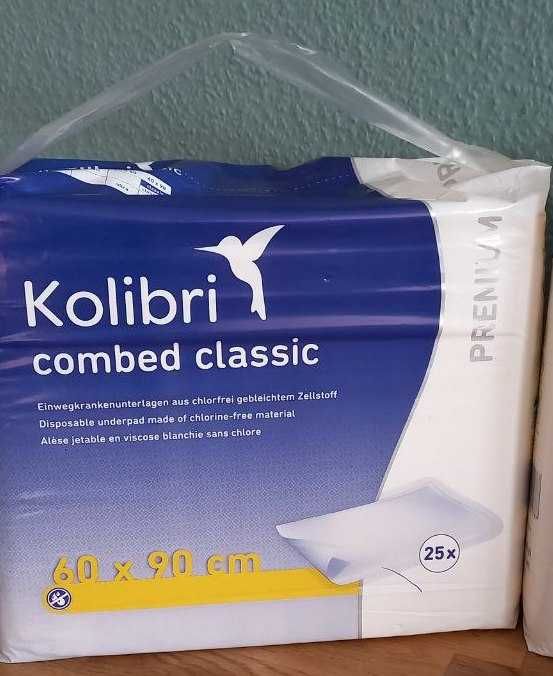 Kolibri
combed classic
Einwegkrankenunterlagen aus chlorfrei gebleichtem Zellstoff
Disposable underpad made of chlorine-free material
Alèse jetable en viscose blanchie sans chlore
60 x 90 cm
25x
PREMIUM